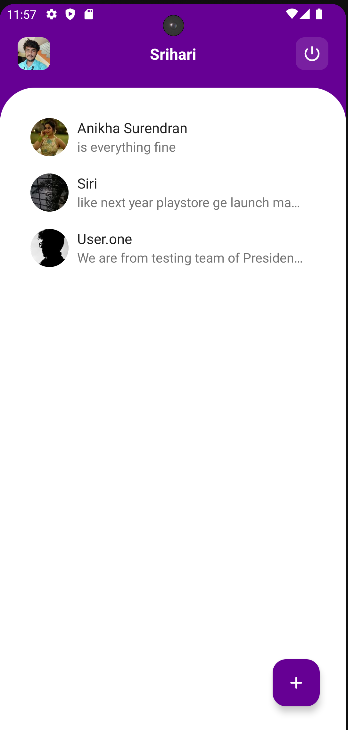 11:57
Srihari
Anikha Surendran
is everything fine
Siri
like next year playstore ge launch ma...
User.one
We are from testing team of Presiden...